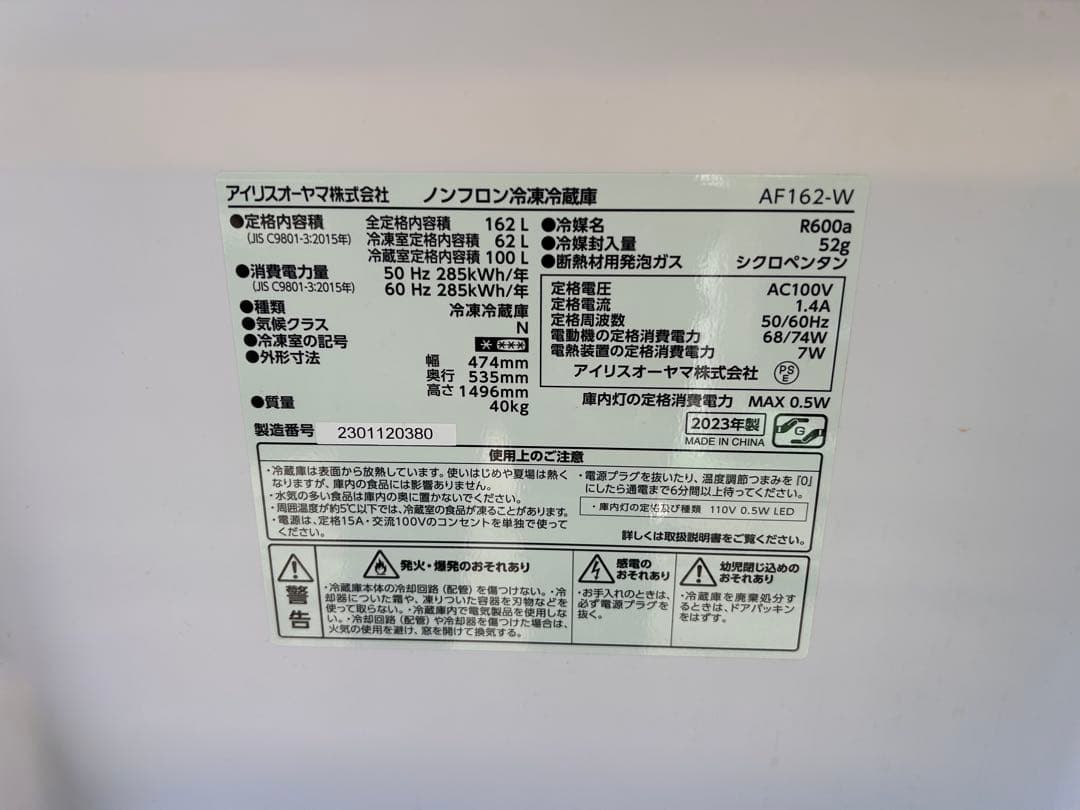 アイリスオーヤマ株式会社 ノンフロン冷凍冷蔵庫 AF162-W
●定格内容積 全定格内容積 162 L
(JIS C9801-3:2015年) 冷凍室定格内容積 62 L
冷蔵室定格内容積 100 L
●消費電力量 50 Hz 285kWh/年
(JIS C9801-3:2015年) 60 Hz 285kWh/年
●種類 冷凍冷蔵庫
●気候クラス N
●冷凍室の記号 * ***
●外形寸法 幅 474mm
奥行 535mm
高さ 1496mm
●質量 40kg
製造番号 2301120380
●冷媒名 R600a
●冷媒封入量 52g
●断熱材用発泡ガス シクロペンタン
定格電圧 AC100V
定格電流 1.4A
定格周波数 50/60Hz
電動機の定格消費電力 68/74W
電熱装置の定格消費電力 7W
アイリスオーヤマ株式会社 PSE
庫内灯の定格消費電力 MAX 0.5W
2023年製
MADE IN CHINA
G
使用上のご注意
・冷蔵庫は表面から放熱しています。使いはじめや夏場は熱く
なりますが、庫内の食品には影響ありません。
・水気の多い食品は庫内の奥に置かないでください。
・周囲温度が約5℃以下では、冷蔵室の食品が凍ることがあります。
・電源は、定格15A・交流100Vのコンセントを単独で使って
ください。
・電源プラグを抜いたり、温度調節つまみを「0」
にしたら通電まで6分間以上待ってください。
・庫内灯の定格及び種類 110V 0.5W LED
詳しくは取扱説明書をご覧ください。
警告
発火・爆発のおそれあり
・冷蔵庫本体の冷却回路（配管）を傷つけない。・冷
却器についた霜や、凍りついた容器を刃物などを
使って取らない。・冷蔵庫内で電気製品を使用しな
い。・冷却回路（配管）や冷却器を傷つけた場合は、
火気の使用を避け、窓を開けて換気する。
感電の
おそれあり
・お手入れのときは、
必ず電源プラグを
抜く。
幼児閉じ込めの
おそれあり
・冷蔵庫を廃棄処分す
るときは、ドアパッキン
をはずす。